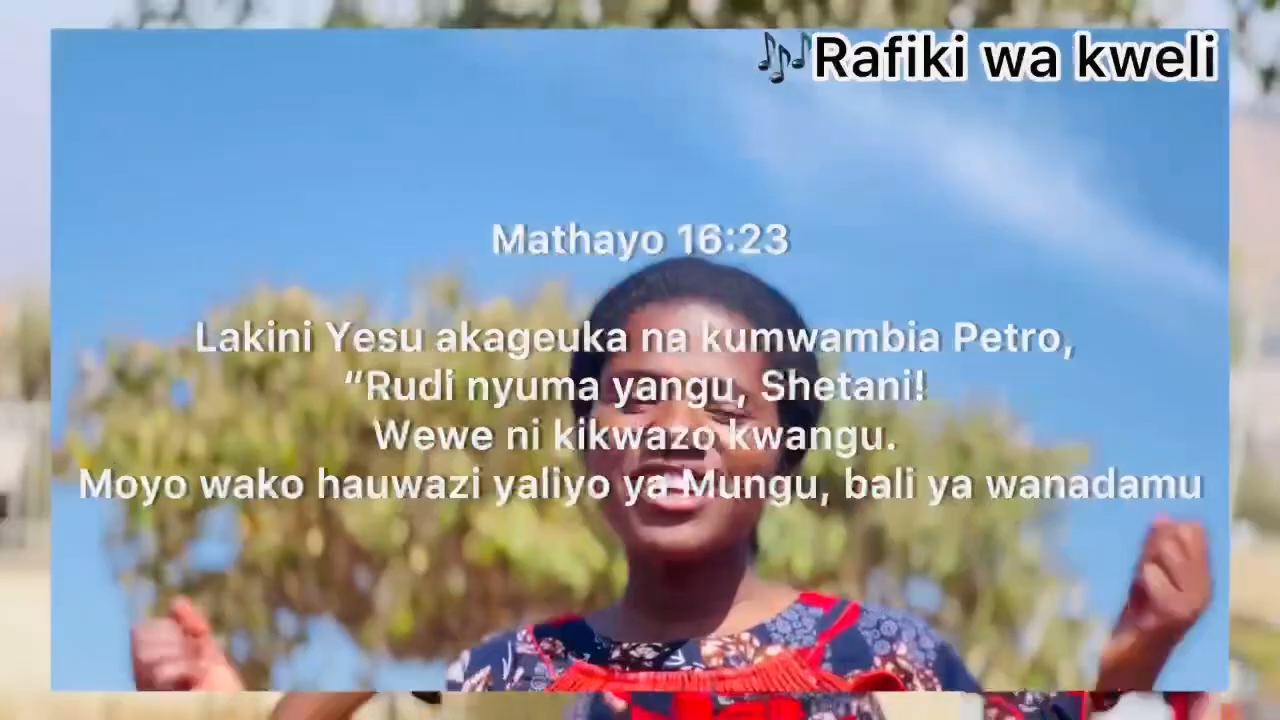 🎶Rafiki wa kweli
Mathayo 16:23
Lakini Yesu akageuka na kumwambia Petro,
“Rudi nyuma yangu, Shetani!
Wewe ni kikwazo kwangu.
Moyo wako hauwazi yaliyo ya Mungu, bali ya wanadamu